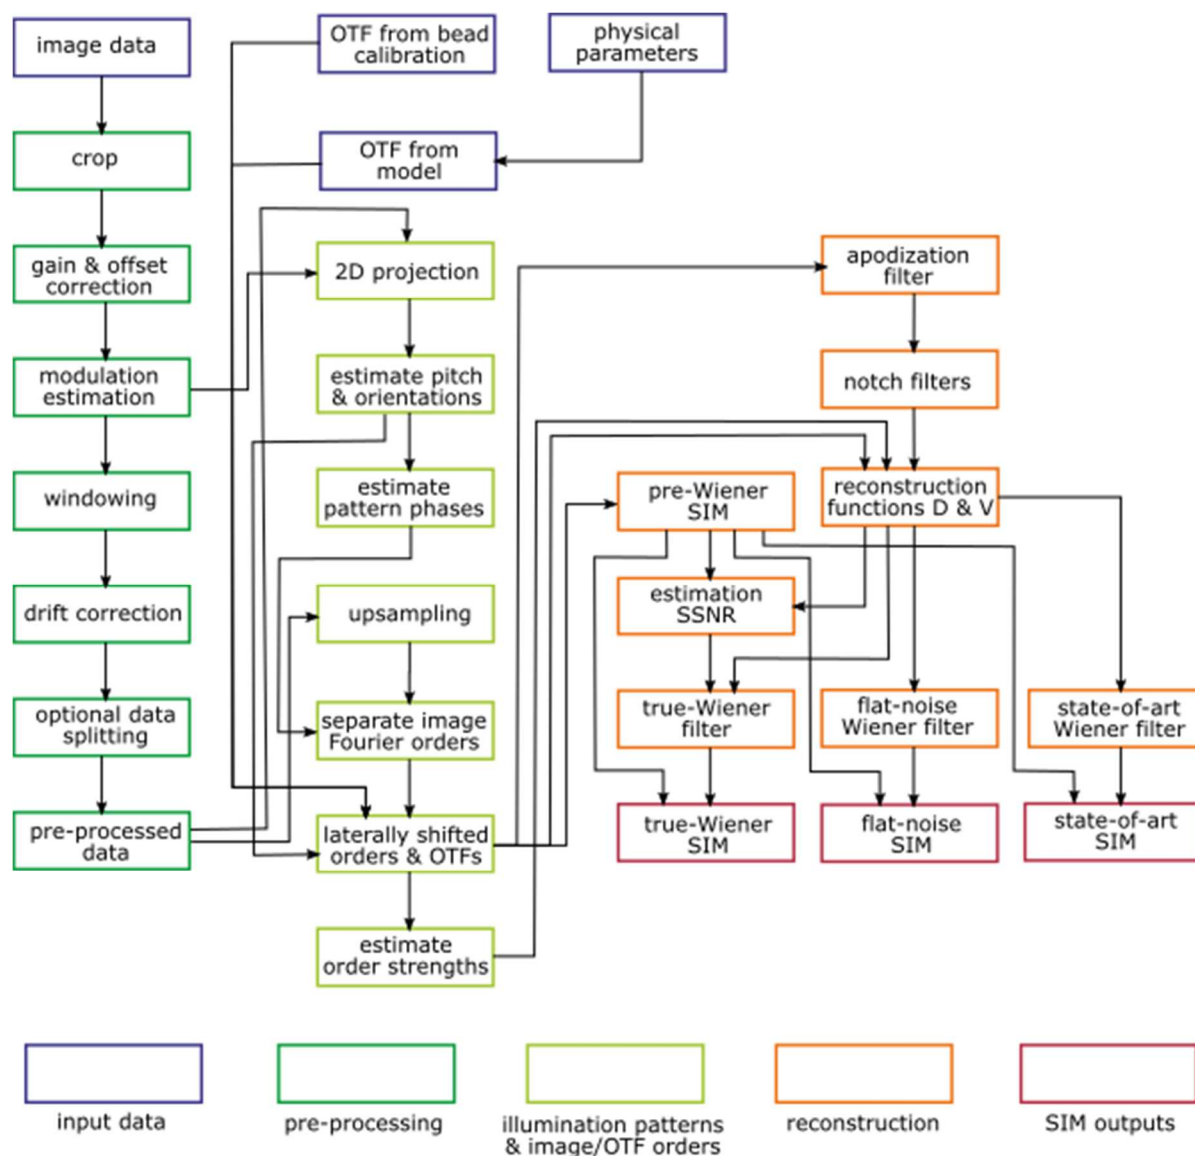 image data
OTF from bead
calibration
physical
parameters
crop
OTF from
model
gain & offset
correction
2D projection
apodization
filter
modulation
estimation
estimate pitch
& orientations
notch filters
windowing
estimate
pattern phases
pre-Wiener
SIM
reconstruction
functions D & V
drift correction
upsampling
estimation
SSNR
optional data
splitting
separate image
Fourier orders
true-Wiener
filter
flat-noise
Wiener filter
state-of-art
Wiener filter
pre-processed
data
laterally shifted
orders & OTFs
true-Wiener
SIM
flat-noise
SIM
state-of-art
SIM
estimate
order strengths
input data
pre-processing
illumination patterns
& image/OTF orders
reconstruction
SIM outputs